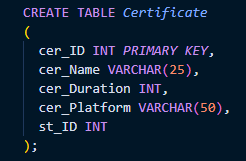 CREATE TABLE Certificate
(
cer_ID INT PRIMARY KEY,
cer_Name VARCHAR(25),
cer_Duration INT,
cer_Platform VARCHAR(50),
st_ID INT
);